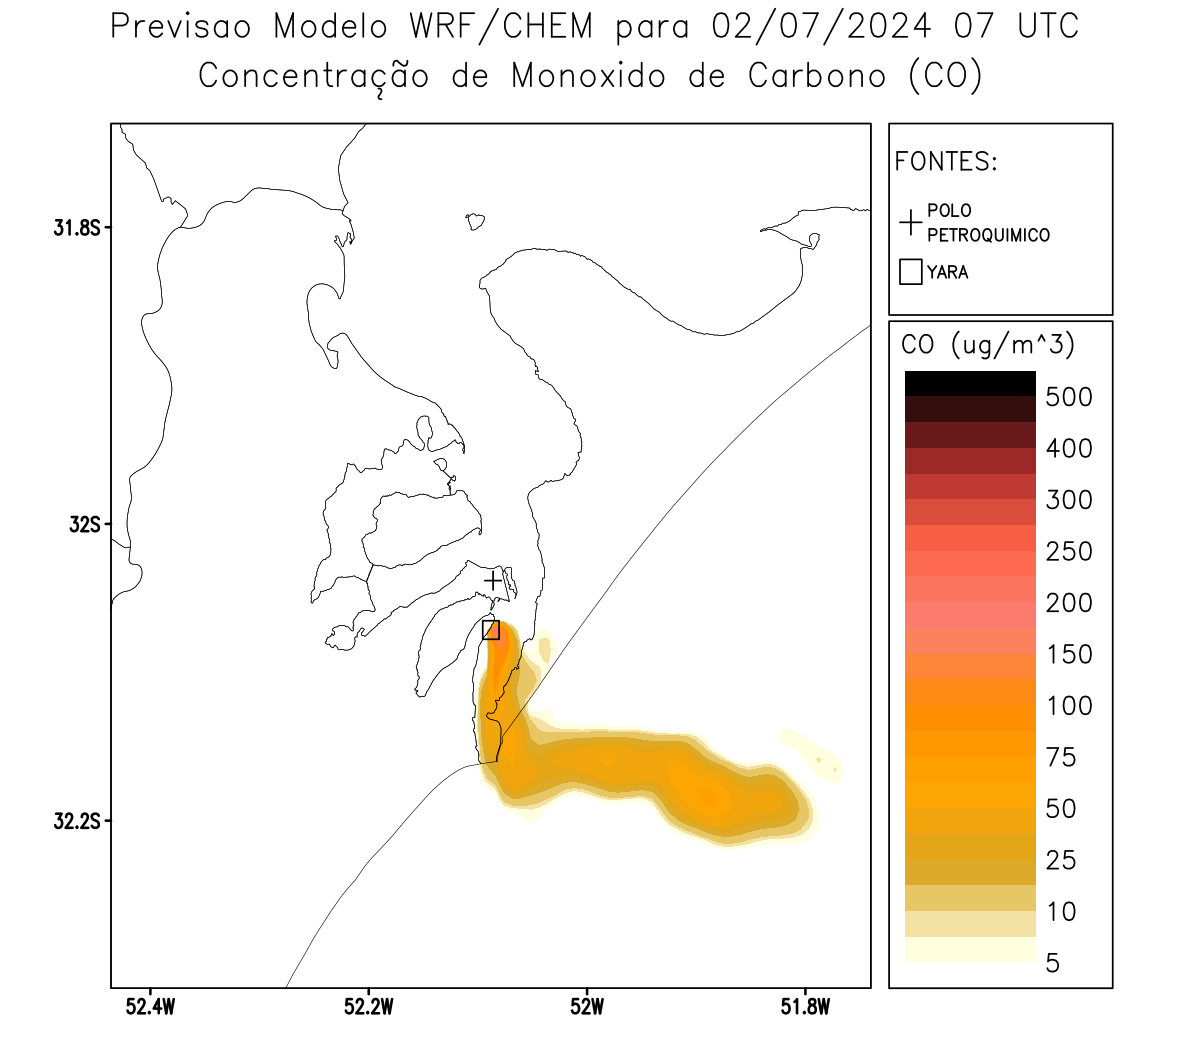 Previsao Modelo WRF/CHEM para 02/07/2024 07 UTC
Concentração de Monoxido de Carbono (CO)
FONTES:
POLO
PETROQUIMICO
YARA
CO (ug/m^3)
500
400
300
250
200
150
100
75
50
25
10
5
31.8S
32S
32.2S
52.4W
52.2W
52W
51.8W